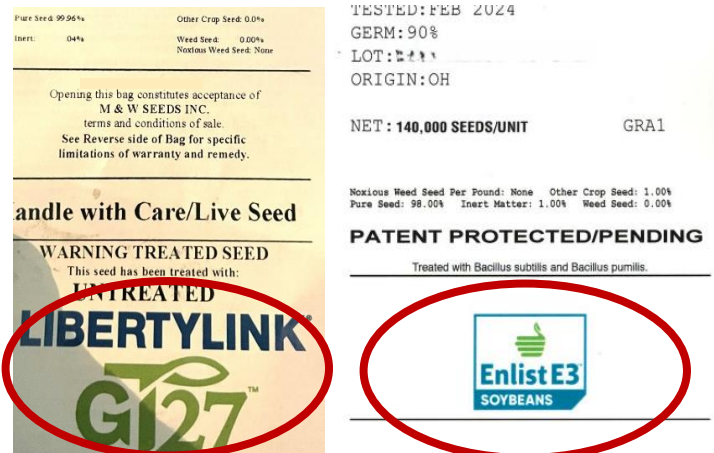 Pure Seed: 99.96%
Other Crop Seed: 0.0%
Inert: .04%
Weed Seed: 0.00%
Noxious Weed Seed: None
Opening this bag constitutes acceptance of
M & W SEEDS INC.
terms and conditions of sale.
See Reverse side of Bag for specific
limitations of warranty and remedy.
andle with Care/Live Seed
WARNING TREATED SEED
This seed has been treated with:
UNTREATED
LIBERTYLINK®
GT27™
TESTED:FEB 2024
GERM:90%
LOT:
ORIGIN:OH
NET: 140,000 SEEDS/UNIT GRA1
Noxious Weed Seed Per Pound: None Other Crop Seed: 1.00%
Pure Seed: 98.00% Inert Matter: 1.00% Weed Seed: 0.00%
PATENT PROTECTED/PENDING
Treated with Bacillus subtilis and Bacillus pumilis.
Enlist E3
SOYBEANS